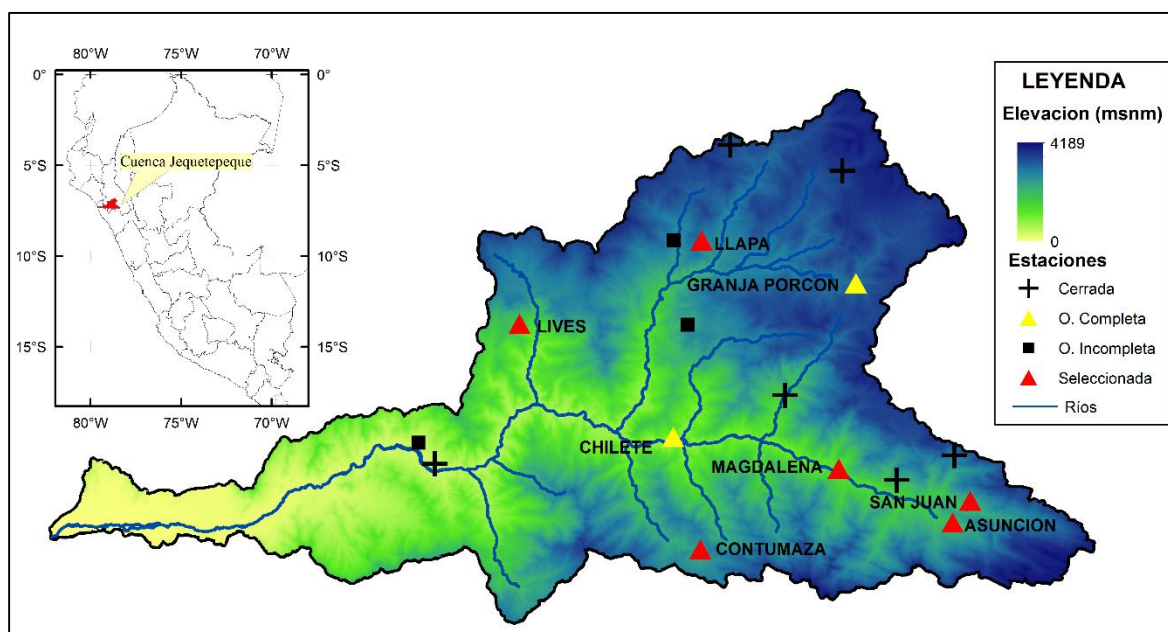 80°W 75°W 70°W
0°
5°S
10°S
15°S
0°
5°S
10°S
15°S
80°W 75°W 70°W
Cuenca Jequetepeque
LEYENDA
Elevacion (msnm)
4189
0
Estaciones
Cerrada
O. Completa
O. Incompleta
Seleccionada
Ríos
LLAPA
GRANJA PORCON
LIVES
CHILETE
MAGDALENA
SAN JUAN
ASUNCION
CONTUMAZA